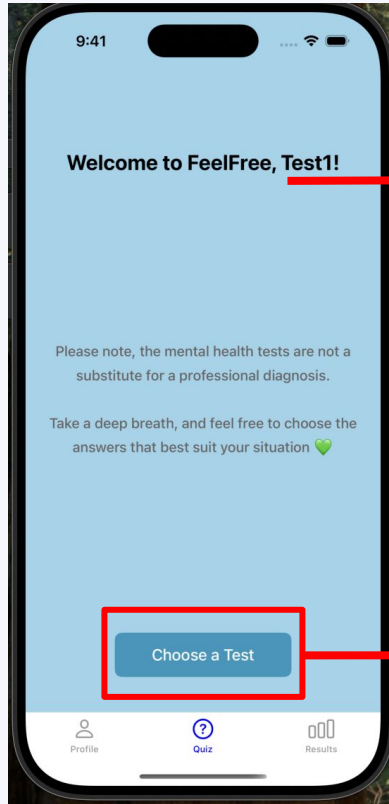 9:41
Welcome to FeelFree, Test1!
Please note, the mental health tests are not a
substitute for a professional diagnosis.
Take a deep breath, and feel free to choose the
answers that best suit your situation 💚
Choose a Test
Profile
Quiz
Results